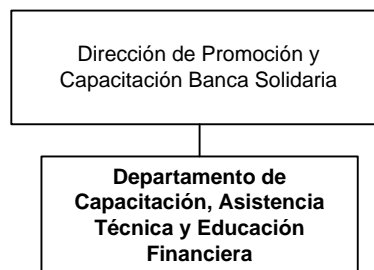 Dirección de Promoción y
Capacitación Banca Solidaria
Departamento de
Capacitación, Asistencia
Técnica y Educación
Financiera